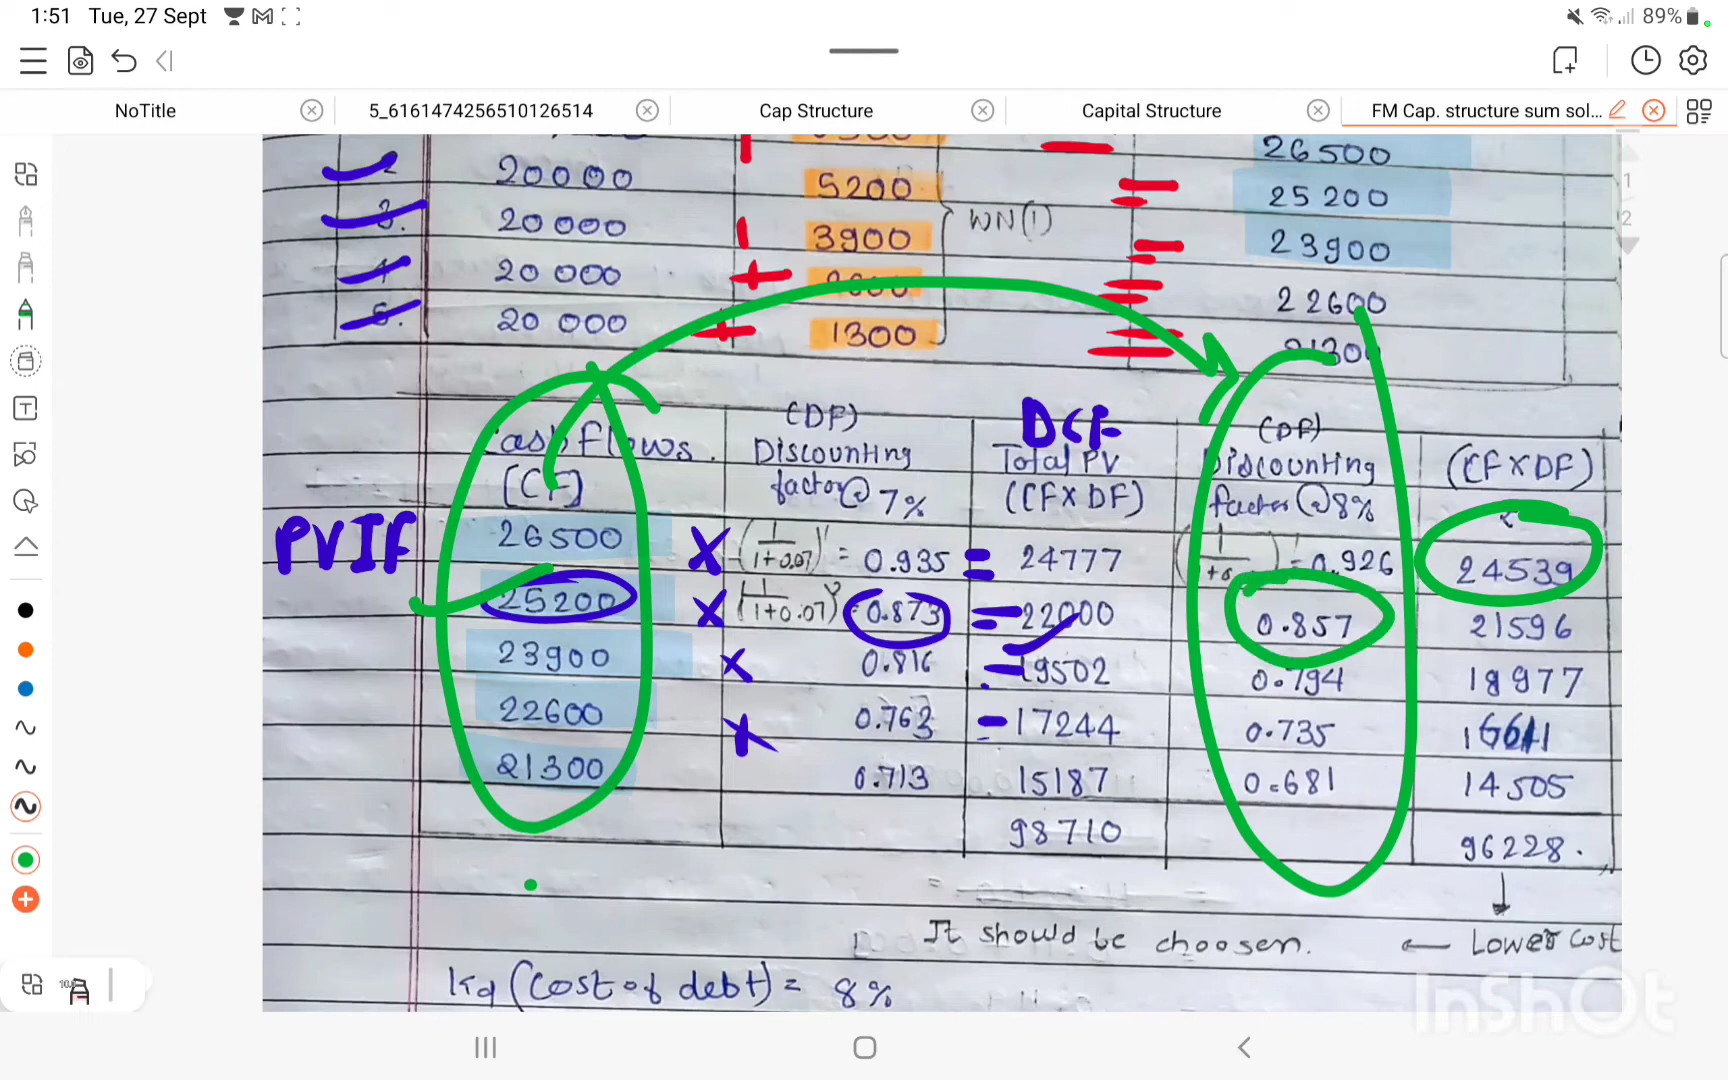 1:51 Tue, 27 Sept 89%
NoTitle 5_6161474256510126514 Cap Structure Capital Structure FM Cap. structure sum sol...
26500
2 20000 5200 25200
3. 20000 3900 WN(1) 23900
4 20000 22600
5. 20000 1300
Cash flows. (CF)
(DF) Discounting factor@ 7%
DCF
Total PV (CF×DF)
(DF) Discounting factor@8%
(CF×DF)
PVIF
26500 × (1/1+0.07)¹ = 0.935 = 24777 = 0.926 24539
25200 × (1/1+0.07)² 0.873 = 22000 0.857 21596
23900 × 0.816 = 19502 0.794 18977
22600 × 0.763 = 17244 0.735 16611
21300 0.713 15187 0.681 14505
98710 96228.
It should be choosen. ← Lower cost
Kd (Cost of debt) = 8%
InShOt